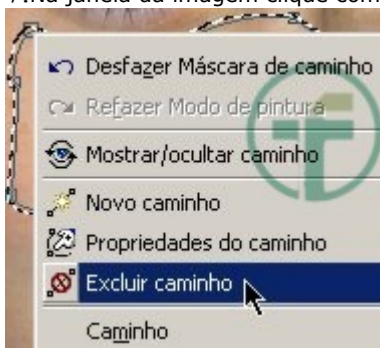 Desfazer Máscara de caminho
Refazer Modo de pintura
Mostrar/ocultar caminho
Novo caminho
Propriedades do caminho
Excluir caminho
Caminho